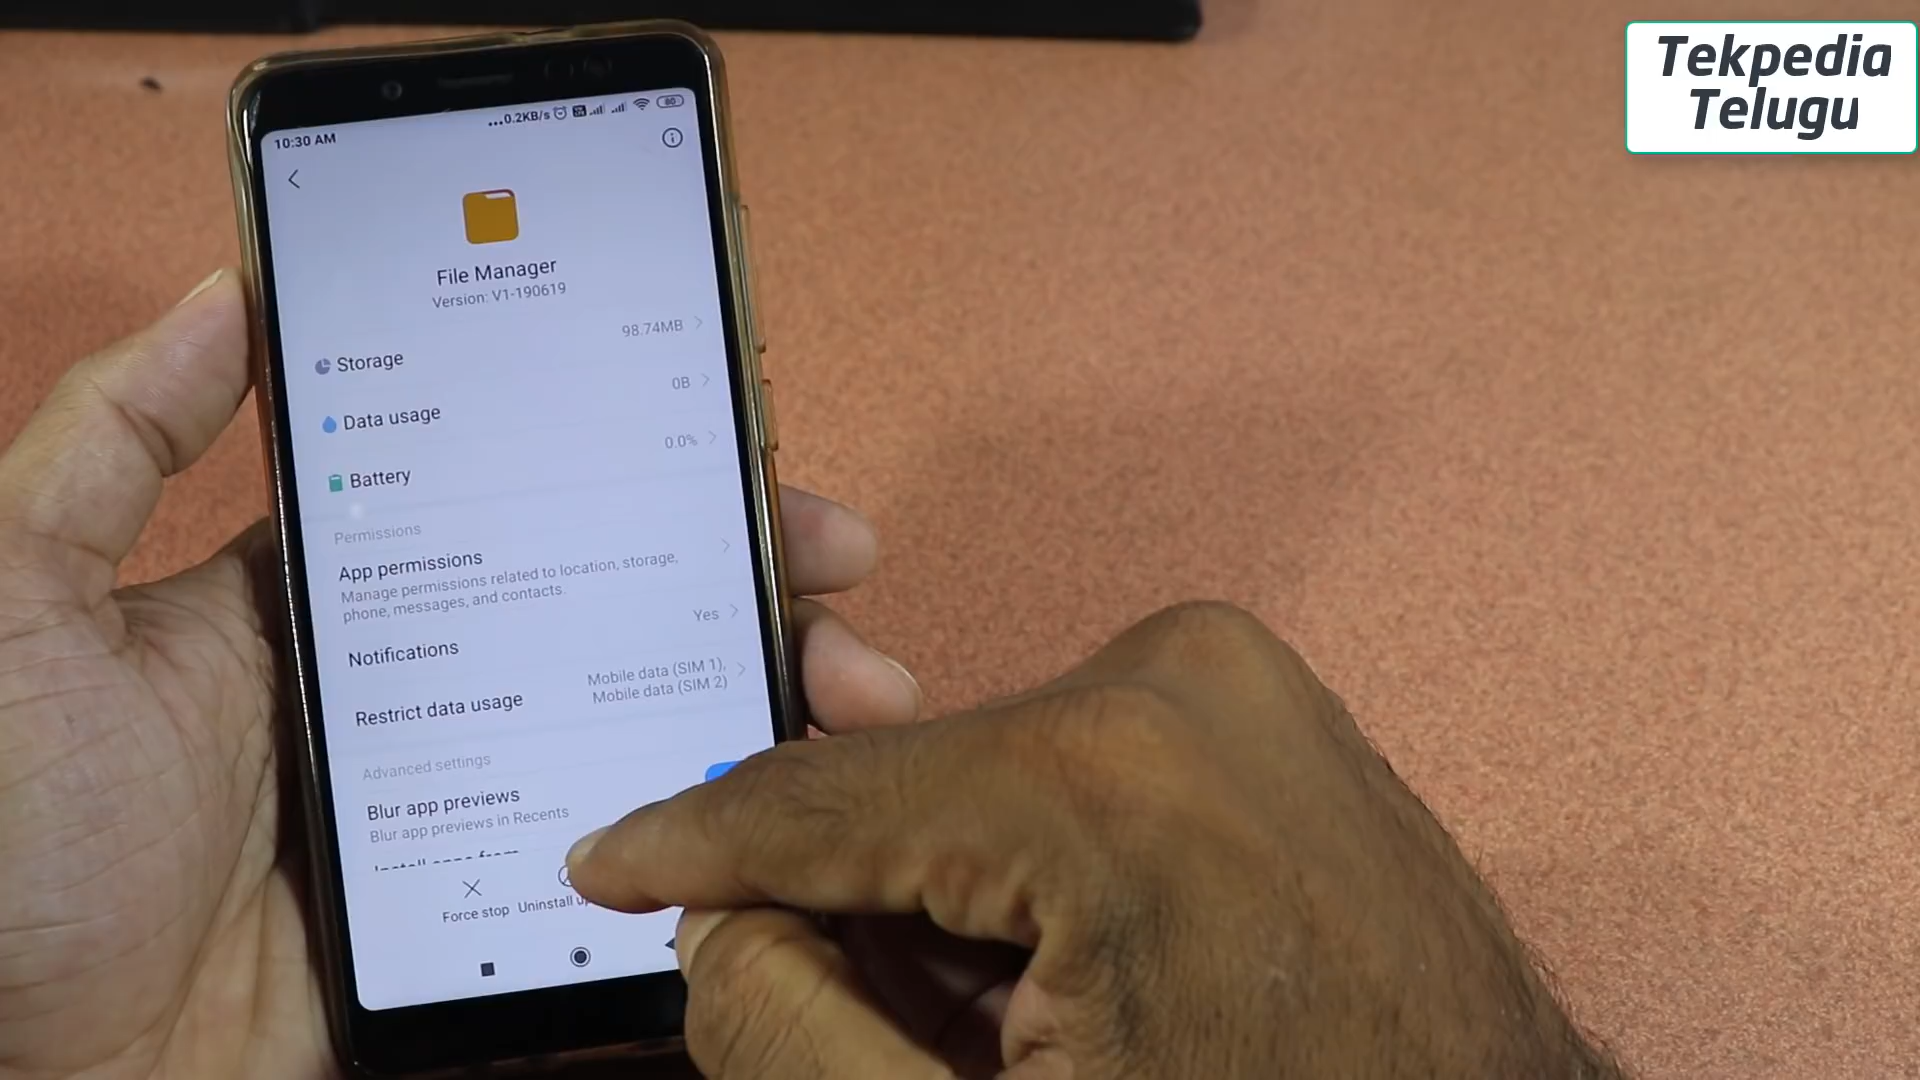 Tekpedia
Telugu
10:30 AM
...0.2KB/s
80
File Manager
Version: V1-190619
Storage
98.74MB
Data usage
0B
Battery
0.0%
Permissions
App permissions
Manage permissions related to location, storage,
phone, messages, and contacts.
Notifications
Yes
Restrict data usage
Mobile data (SIM 1),
Mobile data (SIM 2)
Advanced settings
Blur app previews
Blur app previews in Recents
Force stop
Uninstall